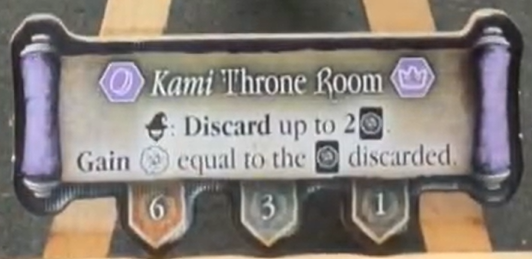 Kami Throne Room
: Discard up to 2 .
Gain equal to the discarded.
6 3 1